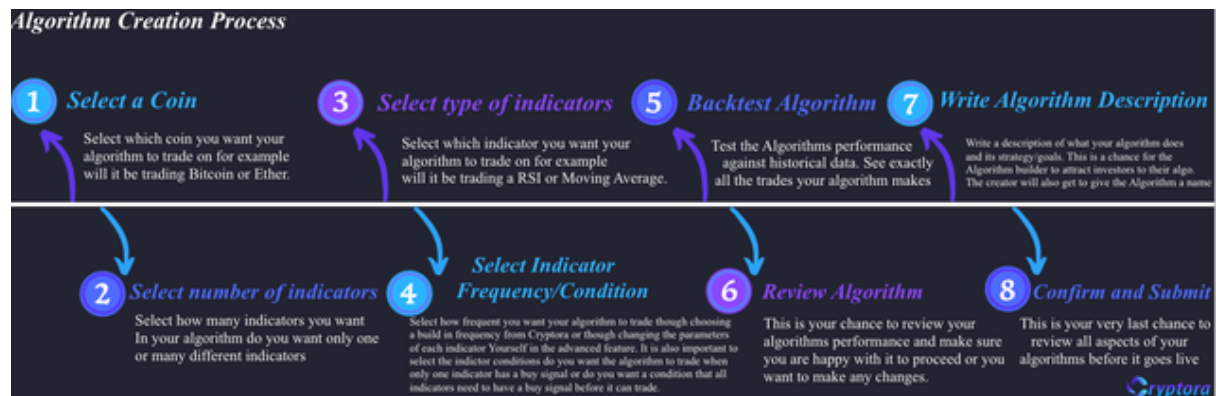 Algorithm Creation Process
1 Select a Coin
Select which coin you want your
algorithm to trade on for example
will it be trading Bitcoin or Ether.
2 Select number of indicators
Select how many indicators you want
In your algorithm do you want only one
or many different indicators
3 Select type of indicators
Select which indicator you want your
algorithm to trade on for example
will it be trading a RSI or Moving Average.
4 Select Indicator
Frequency/Condition
Select how frequent you want your algorithm to trade though choosing
a build in frequency from Cryptora or though changing the parameters
of each indicator Yourself in the advanced feature. It is also important to
select the indictor conditions do you want the algorithm to trade when
only one indicator has a buy signal or do you want a condition that all
indicators need to have a buy signal before it can trade.
5 Backtest Algorithm
Test the Algorithms performance
against historical data. See exactly
all the trades your algorithm makes
6 Review Algorithm
This is your chance to review your
algorithms performance and make sure
you are happy with it to proceed or you
want to make any changes.
7 Write Algorithm Description
Write a description of what your algorithm does
and its strategy/goals. This is a chance for the
Algorithm builder to attract investors to their algo.
The creator will also get to give the Algorithm a name
8 Confirm and Submit
This is your very last chance to
review all aspects of your
algorithms before it goes live
Cryptora